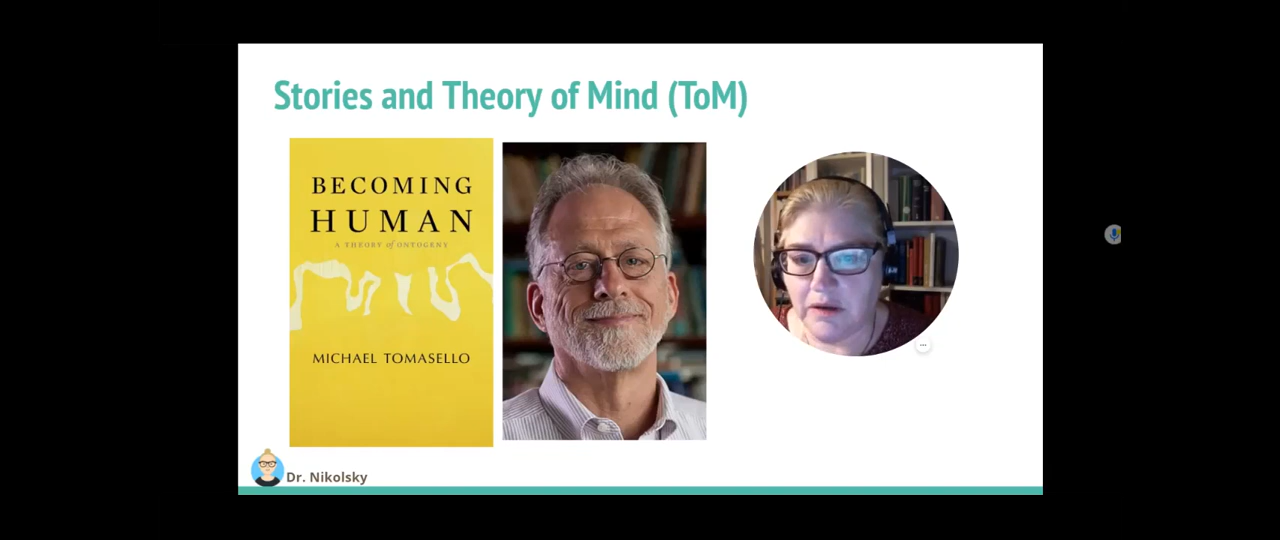 Stories and Theory of Mind (ToM)
BECOMING
HUMAN
A THEORY of ONTOGENY
MICHAEL TOMASELLO
Dr. Nikolsky